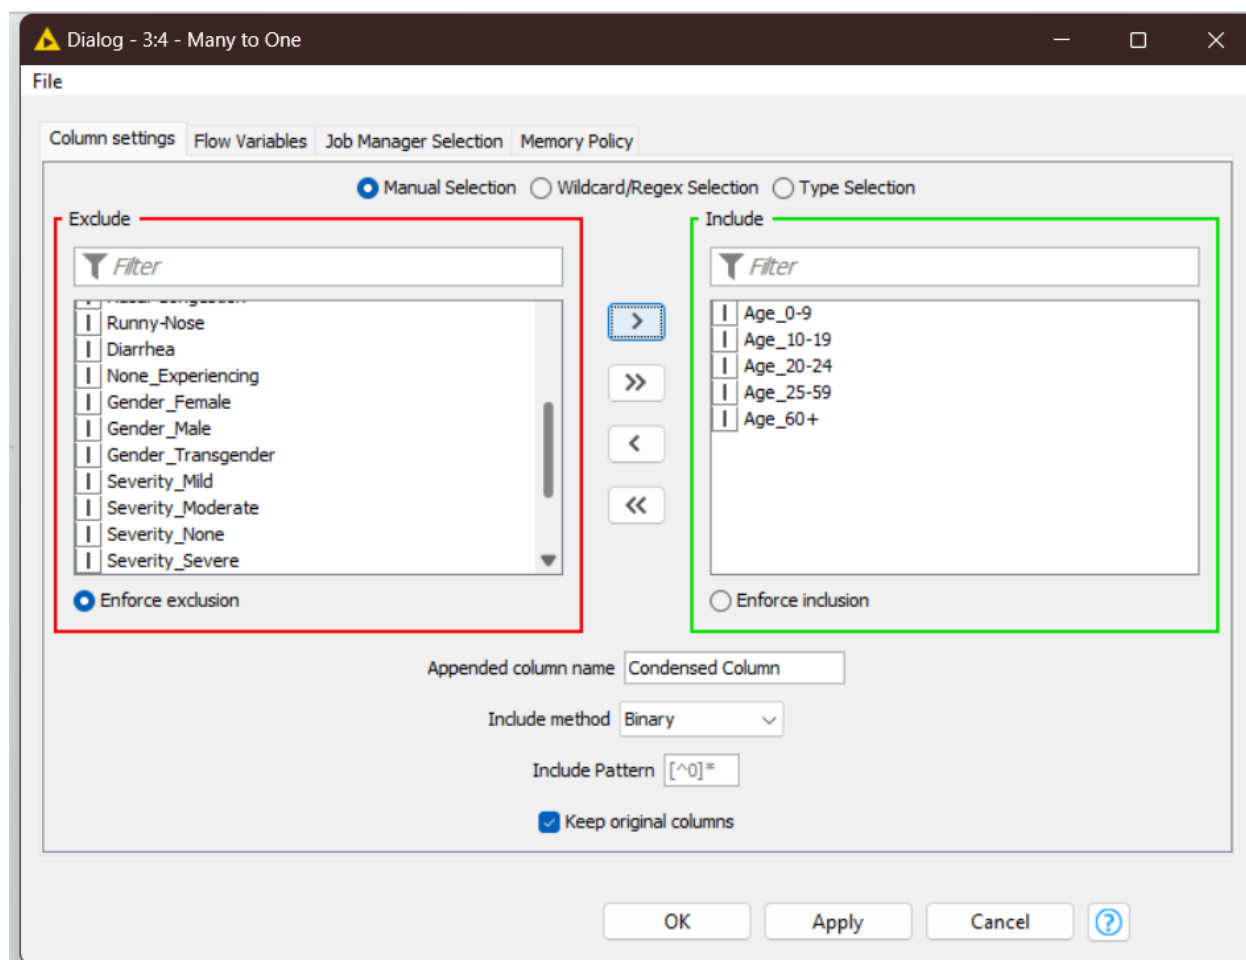 Dialog - 3:4 - Many to One
File
Column settings Flow Variables Job Manager Selection Memory Policy
Manual Selection Wildcard/Regex Selection Type Selection
Exclude Include
Filter Filter
Runny-Nose
Diarrhea
None_Experiencing
Gender_Female
Gender_Male
Gender_Transgender
Severity_Mild
Severity_Moderate
Severity_None
Severity_Severe
> 
>>
<
<<
Age_0-9
Age_10-19
Age_20-24
Age_25-59
Age_60+
Enforce exclusion Enforce inclusion
Appended column name Condensed Column
Include method Binary
Include Pattern [^0]*
Keep original columns
OK Apply Cancel ?